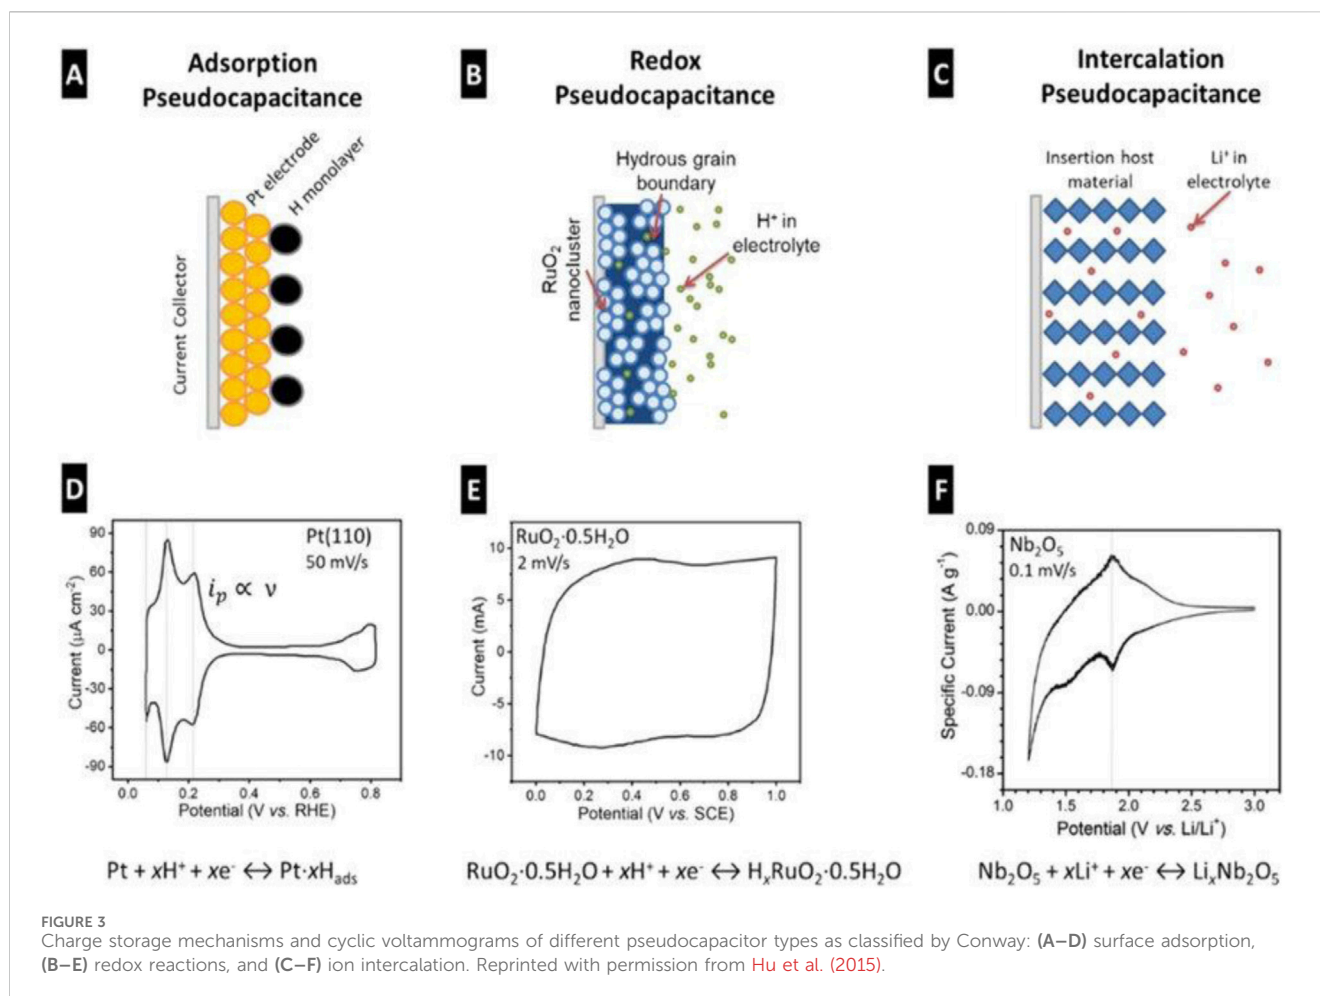 A
Adsorption
Pseudocapacitance
Pt electrode
H monolayer
Current Collector
B
Redox
Pseudocapacitance
Hydrous grain
boundary
H⁺ in
electrolyte
RuO₂
nanocluster
C
Intercalation
Pseudocapacitance
Insertion host
material
Li⁺ in
electrolyte
D
Pt(110)
50 mV/s
iₚ ∝ ν
90
60
30
0
-30
-60
-90
Current (μA cm⁻²)
0.0 0.2 0.4 0.6 0.8
Potential (V vs. RHE)
Pt + xH⁺ + xe⁻ ↔ Pt·xH_ads
E
RuO₂·0.5H₂O
2 mV/s
10
5
0
-5
-10
Current (mA)
0.0 0.2 0.4 0.6 0.8 1.0
Potential (V vs. SCE)
RuO₂·0.5H₂O + xH⁺ + xe⁻ ↔ HₓRuO₂·0.5H₂O
F
Nb₂O₅
0.1 mV/s
0.09
0.00
-0.09
-0.18
Specific Current (A g⁻¹)
1.0 1.5 2.0 2.5 3.0
Potential (V vs. Li/Li⁺)
Nb₂O₅ + xLi⁺ + xe⁻ ↔ LiₓNb₂O₅
FIGURE 3
Charge storage mechanisms and cyclic voltammograms of different pseudocapacitor types as classified by Conway: (A–D) surface adsorption,
(B–E) redox reactions, and (C–F) ion intercalation. Reprinted with permission from Hu et al. (2015).